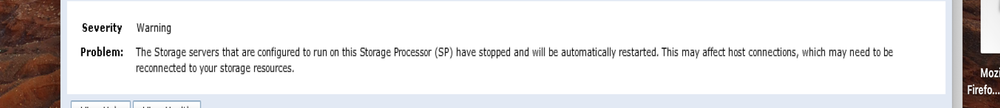 Severity Warning
Problem: The Storage servers that are configured to run on this Storage Processor (SP) have stopped and will be automatically restarted. This may affect host connections, which may need to be
reconnected to your storage resources.
Mozi
Firefo...